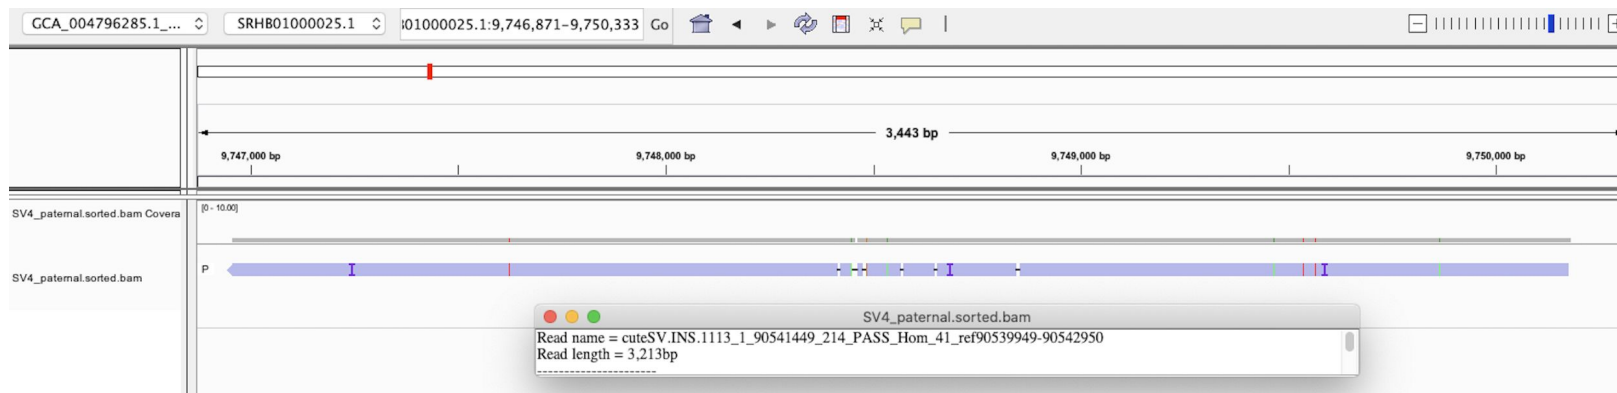 GCA_004796285.1_... SRHB01000025.1 01000025.1:9,746,871-9,750,333 Go
3,443 bp
9,747,000 bp 9,748,000 bp 9,749,000 bp 9,750,000 bp
SV4_paternal.sorted.bam Covera [0 - 10.00]
SV4_paternal.sorted.bam P
SV4_paternal.sorted.bam
Read name = cuteSV.INS.1113_1_90541449_214_PASS_Hom_41_ref90539949-90542950
Read length = 3,213bp
----------------------